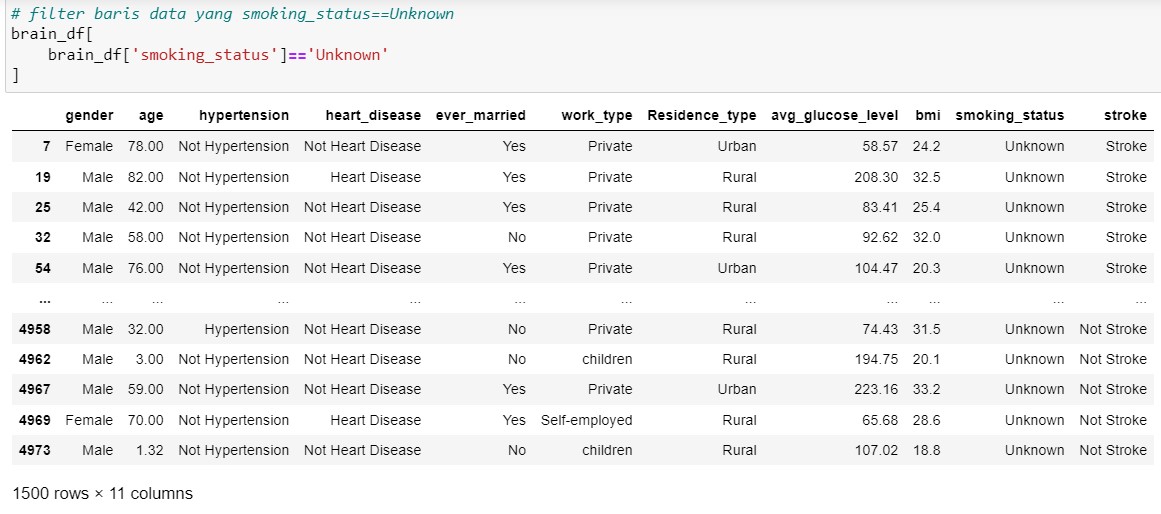 # filter baris data yang smoking_status==Unknown
brain_df[
    brain_df['smoking_status']=='Unknown'
]
gender age hypertension heart_disease ever_married work_type Residence_type avg_glucose_level bmi smoking_status stroke
7 Female 78.00 Not Hypertension Not Heart Disease Yes Private Urban 58.57 24.2 Unknown Stroke
19 Male 82.00 Not Hypertension Heart Disease Yes Private Rural 208.30 32.5 Unknown Stroke
25 Male 42.00 Not Hypertension Not Heart Disease Yes Private Rural 83.41 25.4 Unknown Stroke
32 Male 58.00 Not Hypertension Not Heart Disease No Private Rural 92.62 32.0 Unknown Stroke
54 Male 76.00 Not Hypertension Not Heart Disease Yes Private Urban 104.47 20.3 Unknown Stroke
... ... ... ... ... ... ... ... ... ... ... ...
4958 Male 32.00 Hypertension Not Heart Disease No Private Rural 74.43 31.5 Unknown Not Stroke
4962 Male 3.00 Not Hypertension Not Heart Disease No children Rural 194.75 20.1 Unknown Not Stroke
4967 Male 59.00 Not Hypertension Not Heart Disease Yes Private Urban 223.16 33.2 Unknown Not Stroke
4969 Female 70.00 Not Hypertension Heart Disease Yes Self-employed Rural 65.68 28.6 Unknown Not Stroke
4973 Male 1.32 Not Hypertension Not Heart Disease No children Rural 107.02 18.8 Unknown Not Stroke
1500 rows × 11 columns